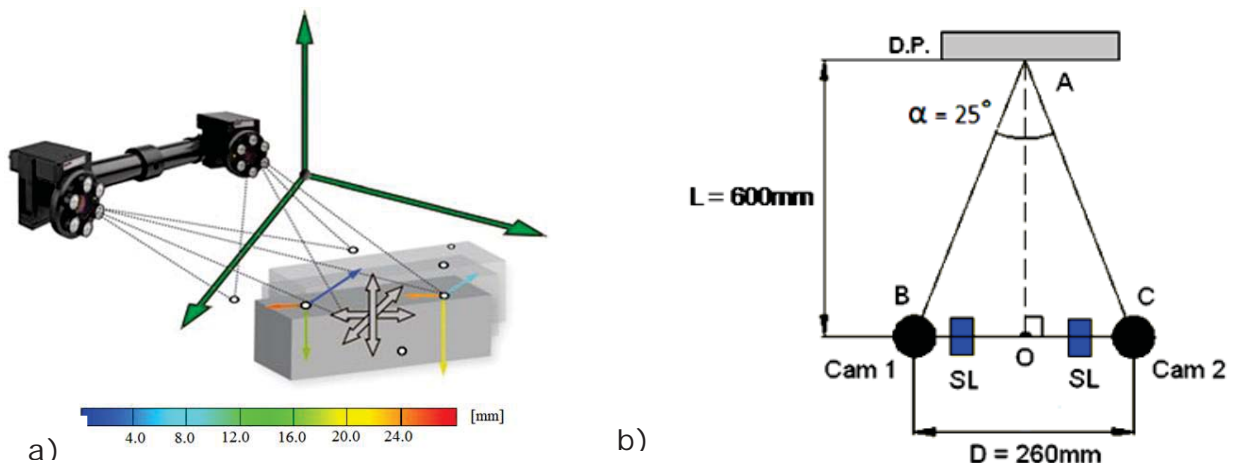 4.0 8.0 12.0 16.0 20.0 24.0 [mm]
a)
D.P.
A
α = 25°
L = 600mm
B
C
O
Cam 1
SL
SL
Cam 2
D = 260mm
b)